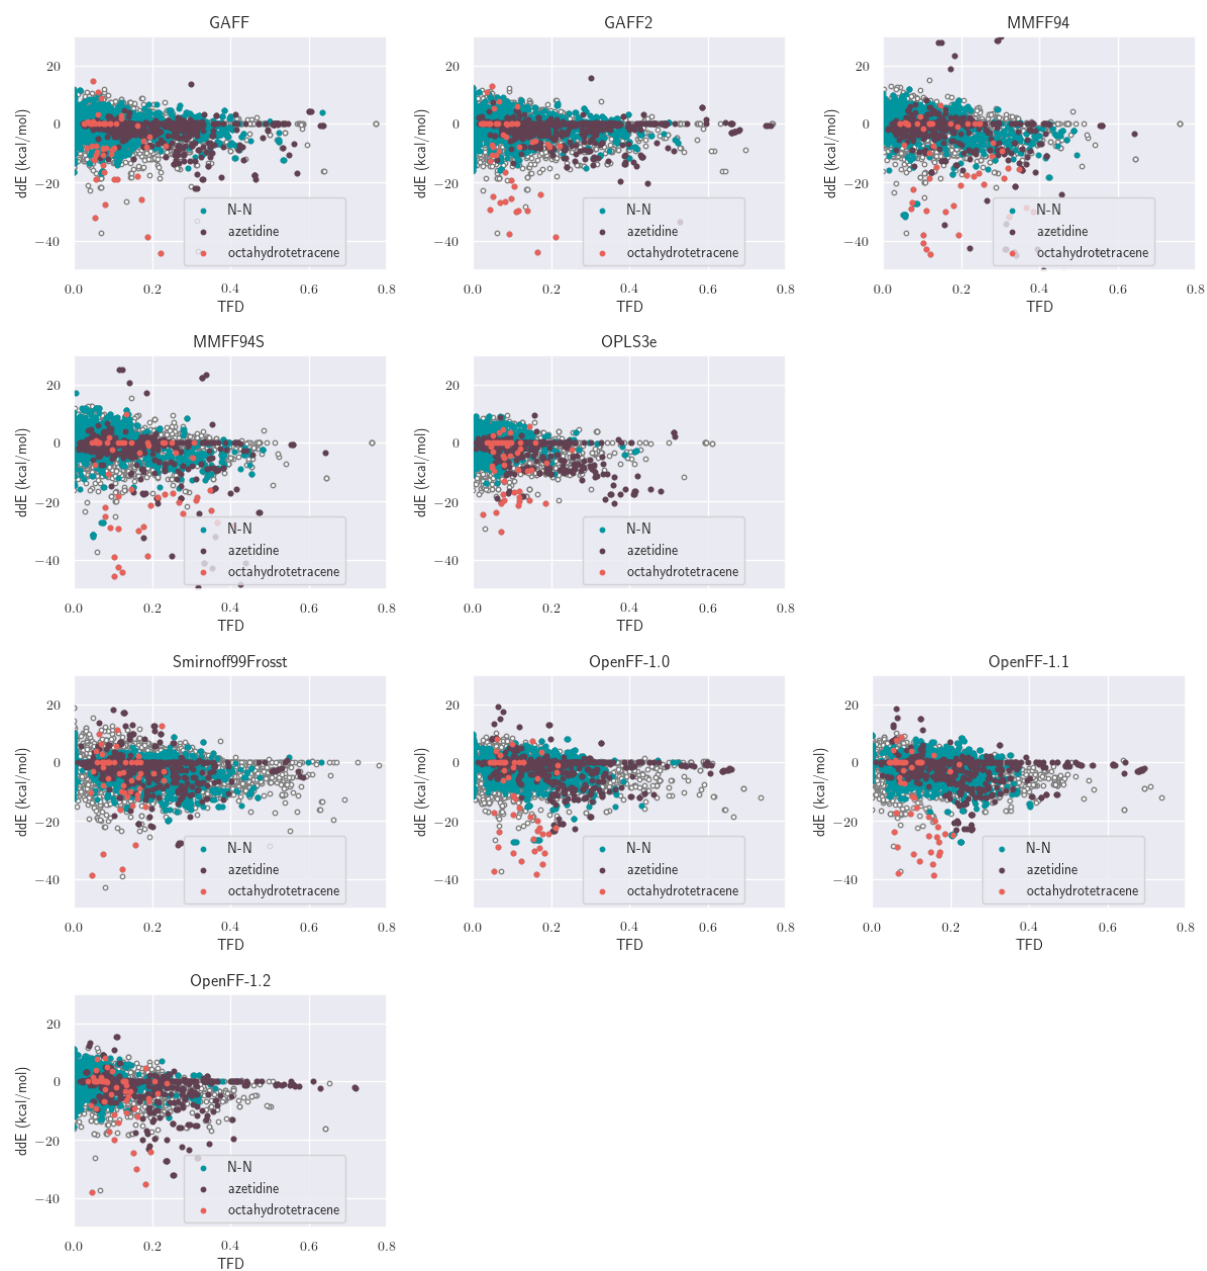 GAFF
20
0
−20
−40
ddE (kcal/mol)
N-N
azetidine
octahydrotetracene
0.0 0.2 0.4 0.6 0.8
TFD
GAFF2
20
0
−20
−40
ddE (kcal/mol)
N-N
azetidine
octahydrotetracene
0.0 0.2 0.4 0.6 0.8
TFD
MMFF94
20
0
−20
−40
ddE (kcal/mol)
N-N
azetidine
octahydrotetracene
0.0 0.2 0.4 0.6 0.8
TFD
MMFF94S
20
0
−20
−40
ddE (kcal/mol)
N-N
azetidine
octahydrotetracene
0.0 0.2 0.4 0.6 0.8
TFD
OPLS3e
20
0
−20
−40
ddE (kcal/mol)
N-N
azetidine
octahydrotetracene
0.0 0.2 0.4 0.6 0.8
TFD
Smirnoff99Frosst
20
0
−20
−40
ddE (kcal/mol)
N-N
azetidine
octahydrotetracene
0.0 0.2 0.4 0.6 0.8
TFD
OpenFF-1.0
20
0
−20
−40
ddE (kcal/mol)
N-N
azetidine
octahydrotetracene
0.0 0.2 0.4 0.6 0.8
TFD
OpenFF-1.1
20
0
−20
−40
ddE (kcal/mol)
N-N
azetidine
octahydrotetracene
0.0 0.2 0.4 0.6 0.8
TFD
OpenFF-1.2
20
0
−20
−40
ddE (kcal/mol)
N-N
azetidine
octahydrotetracene
0.0 0.2 0.4 0.6 0.8
TFD